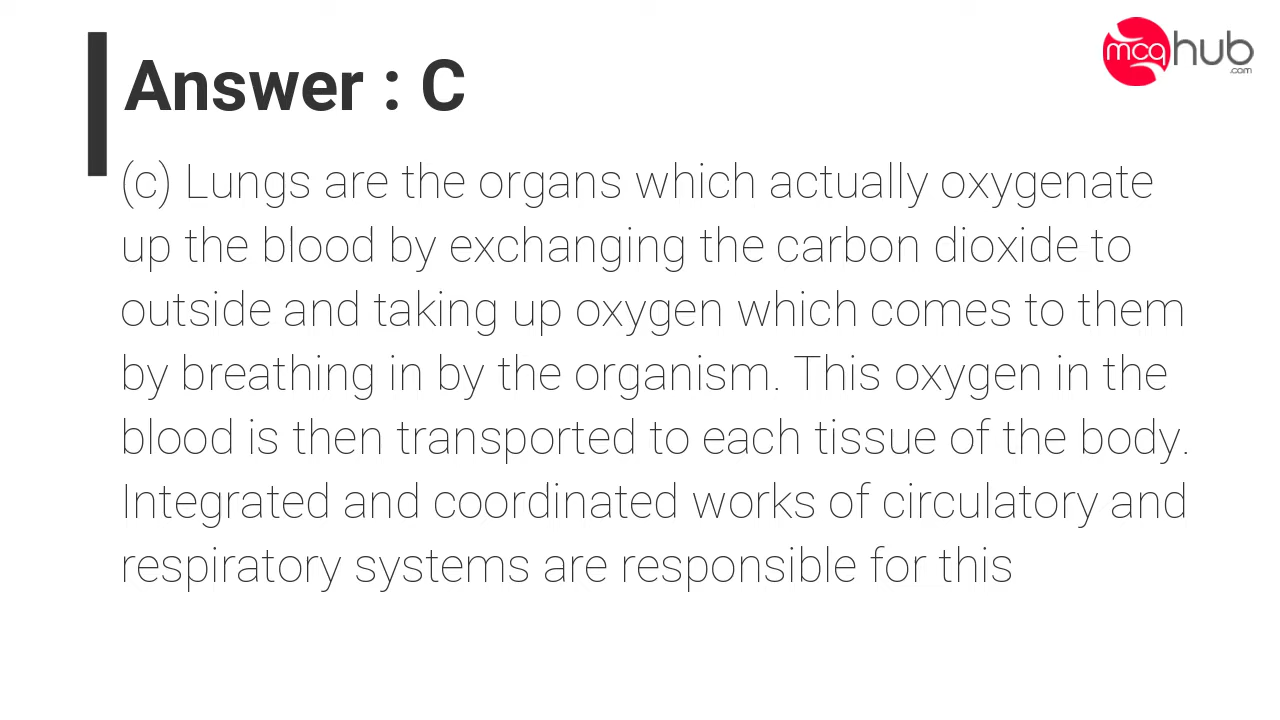 mcqhub
.com
Answer : C
(c) Lungs are the organs which actually oxygenate
up the blood by exchanging the carbon dioxide to
outside and taking up oxygen which comes to them
by breathing in by the organism. This oxygen in the
blood is then transported to each tissue of the body.
Integrated and coordinated works of circulatory and
respiratory systems are responsible for this